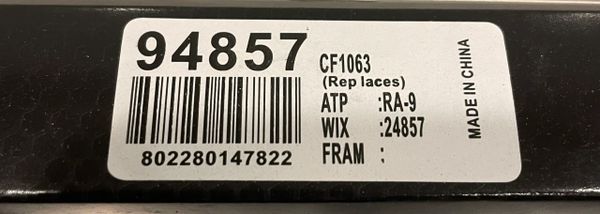 94857
802280147822
CF1063
(Rep laces)
ATP :RA-9
WIX :24857
FRAM :
MADE IN CHINA